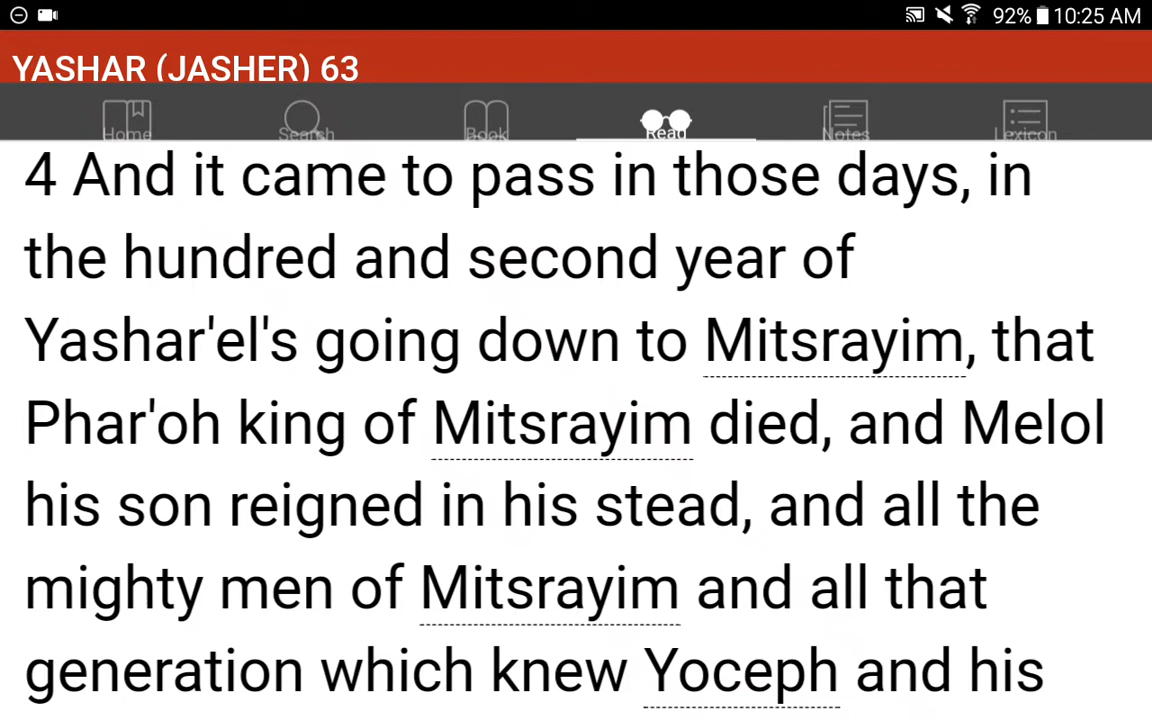 92% 10:25 AM
YASHAR (JASHER) 63
Home Search Book Read Notes Lexicon
4 And it came to pass in those days, in
the hundred and second year of
Yashar'el's going down to Mitsrayim, that
Phar'oh king of Mitsrayim died, and Melol
his son reigned in his stead, and all the
mighty men of Mitsrayim and all that
generation which knew Yoceph and his